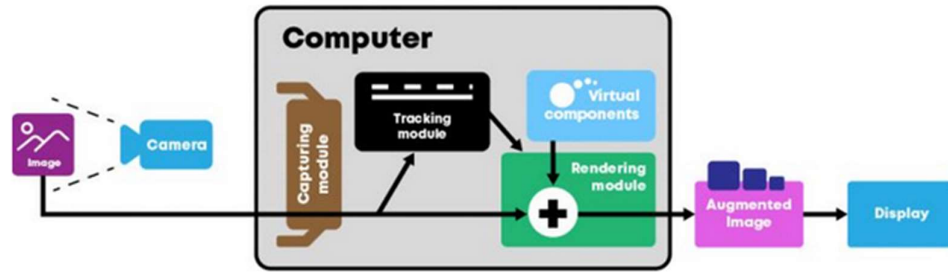 Computer
Image
Camera
Capturing
module
Tracking
module
Virtual
components
Rendering
module
Augmented
Image
Display